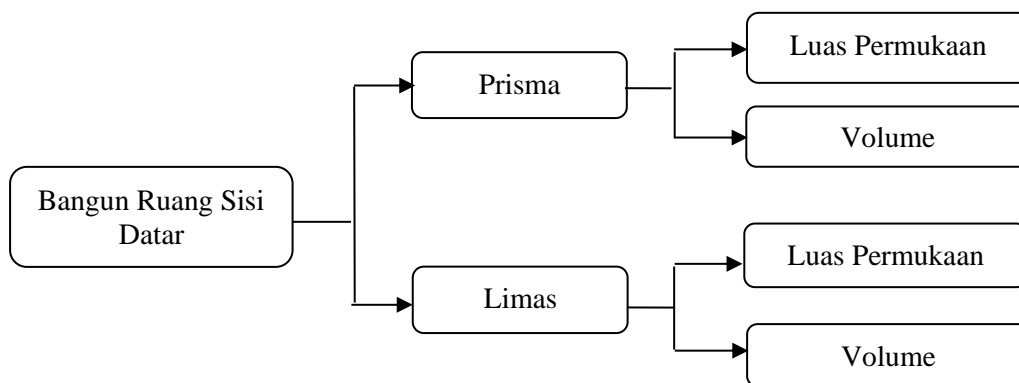 Bangun Ruang Sisi
Datar
Prisma
Luas Permukaan
Volume
Limas
Luas Permukaan
Volume